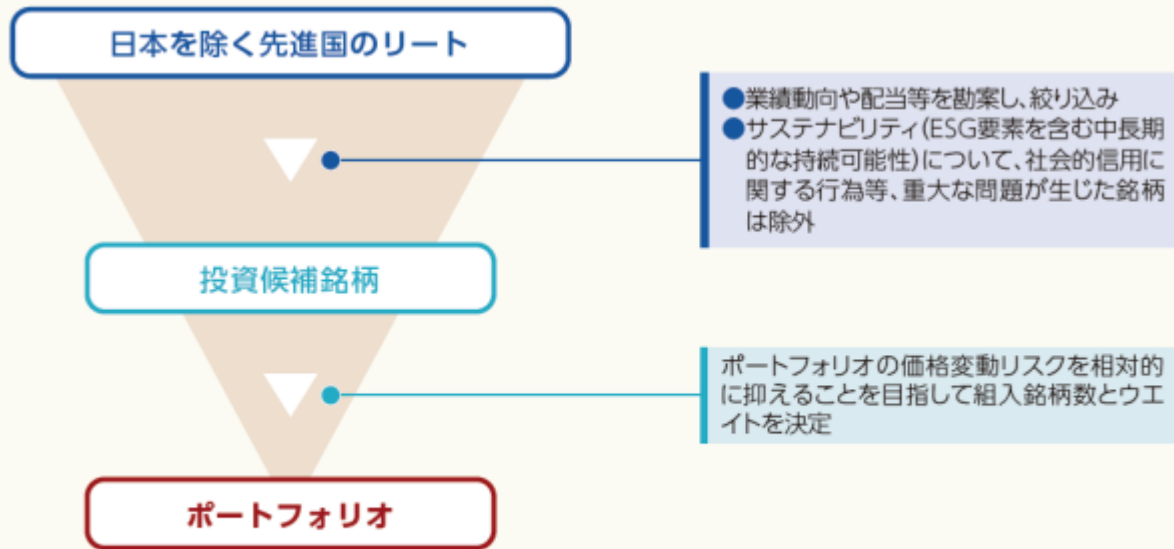 日本を除く先進国のリート
●業績動向や配当等を勘案し、絞り込み
●サステナビリティ(ESG要素を含む中長期
的な持続可能性)について、社会的信用に
関する行為等、重大な問題が生じた銘柄
は除外
投資候補銘柄
ポートフォリオの価格変動リスクを相対的
に抑えることを目指して組入銘柄数とウエ
イトを決定
ポートフォリオ